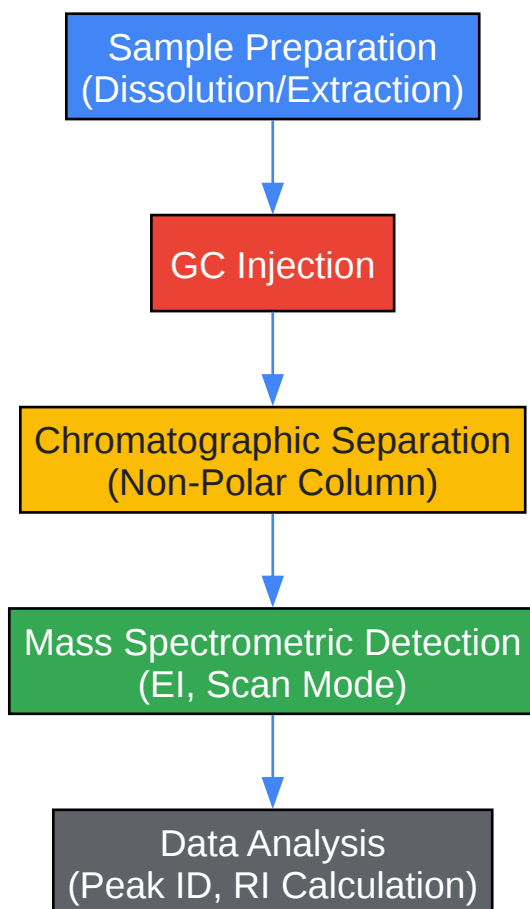 Sample Preparation
(Dissolution/Extraction)
GC Injection
Chromatographic Separation
(Non-Polar Column)
Mass Spectrometric Detection
(EI, Scan Mode)
Data Analysis
(Peak ID, RI Calculation)